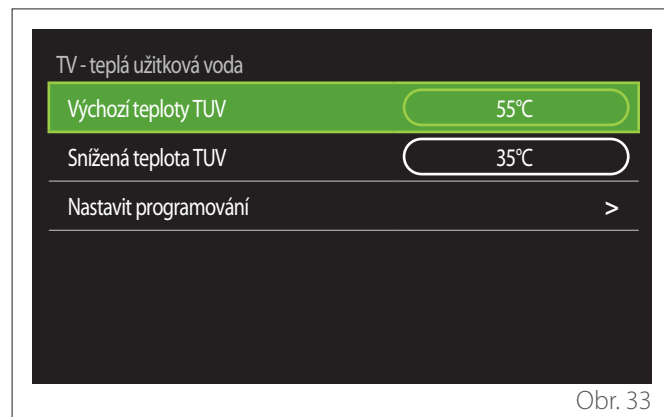 TV - teplá užitková voda
Výchozí teploty TUV 55°C
Snížená teplota TUV 35°C
Nastavit programování >
Obr. 33